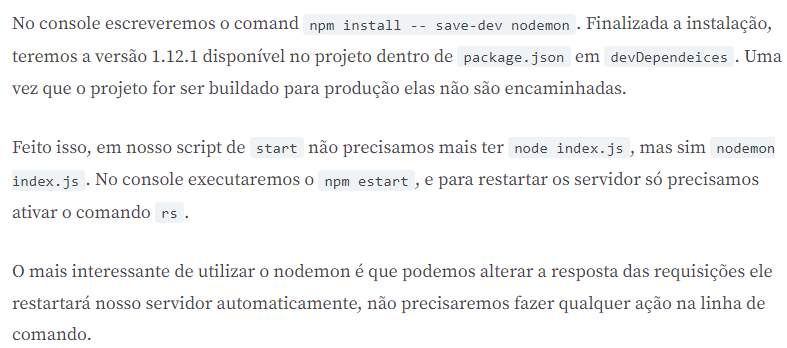 No console escreveremos o comand npm install -- save-dev nodemon. Finalizada a instalação,
teremos a versão 1.12.1 disponível no projeto dentro de package.json em devDependeices. Uma
vez que o projeto for ser buildado para produção elas não são encaminhadas.
Feito isso, em nosso script de start não precisamos mais ter node index.js, mas sim nodemon
index.js. No console executaremos o npm estart, e para restartar os servidor só precisamos
ativar o comando rs.
O mais interessante de utilizar o nodemon é que podemos alterar a resposta das requisições ele
restartará nosso servidor automaticamente, não precisaremos fazer qualquer ação na linha de
comando.